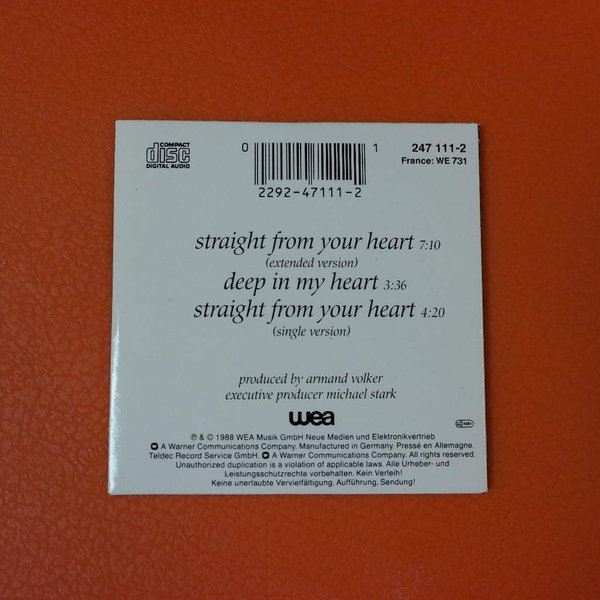 COMPACT
disc
DIGITAL AUDIO
0 1
2292-47111-2
247 111-2
France: WE 731
straight from your heart 7:10
(extended version)
deep in my heart 3:36
straight from your heart 4:20
(single version)
produced by armand volker
executive producer michael stark
wea
℗ & © 1988 WEA Musik GmbH Neue Medien und Elektronikvertrieb
A Warner Communications Company. Made in Germany. Pressé en Allemagne.
Teldec Record Service GmbH. A Warner Communications Company. All rights reserved.
Unauthorized duplication is a violation of applicable laws. Alle Urheber- und
Leistungsschutzrechte vorbehalten. Kein Verleih!
Keine unerlaubte Vervielfältigung, Aufführung, Sendung!